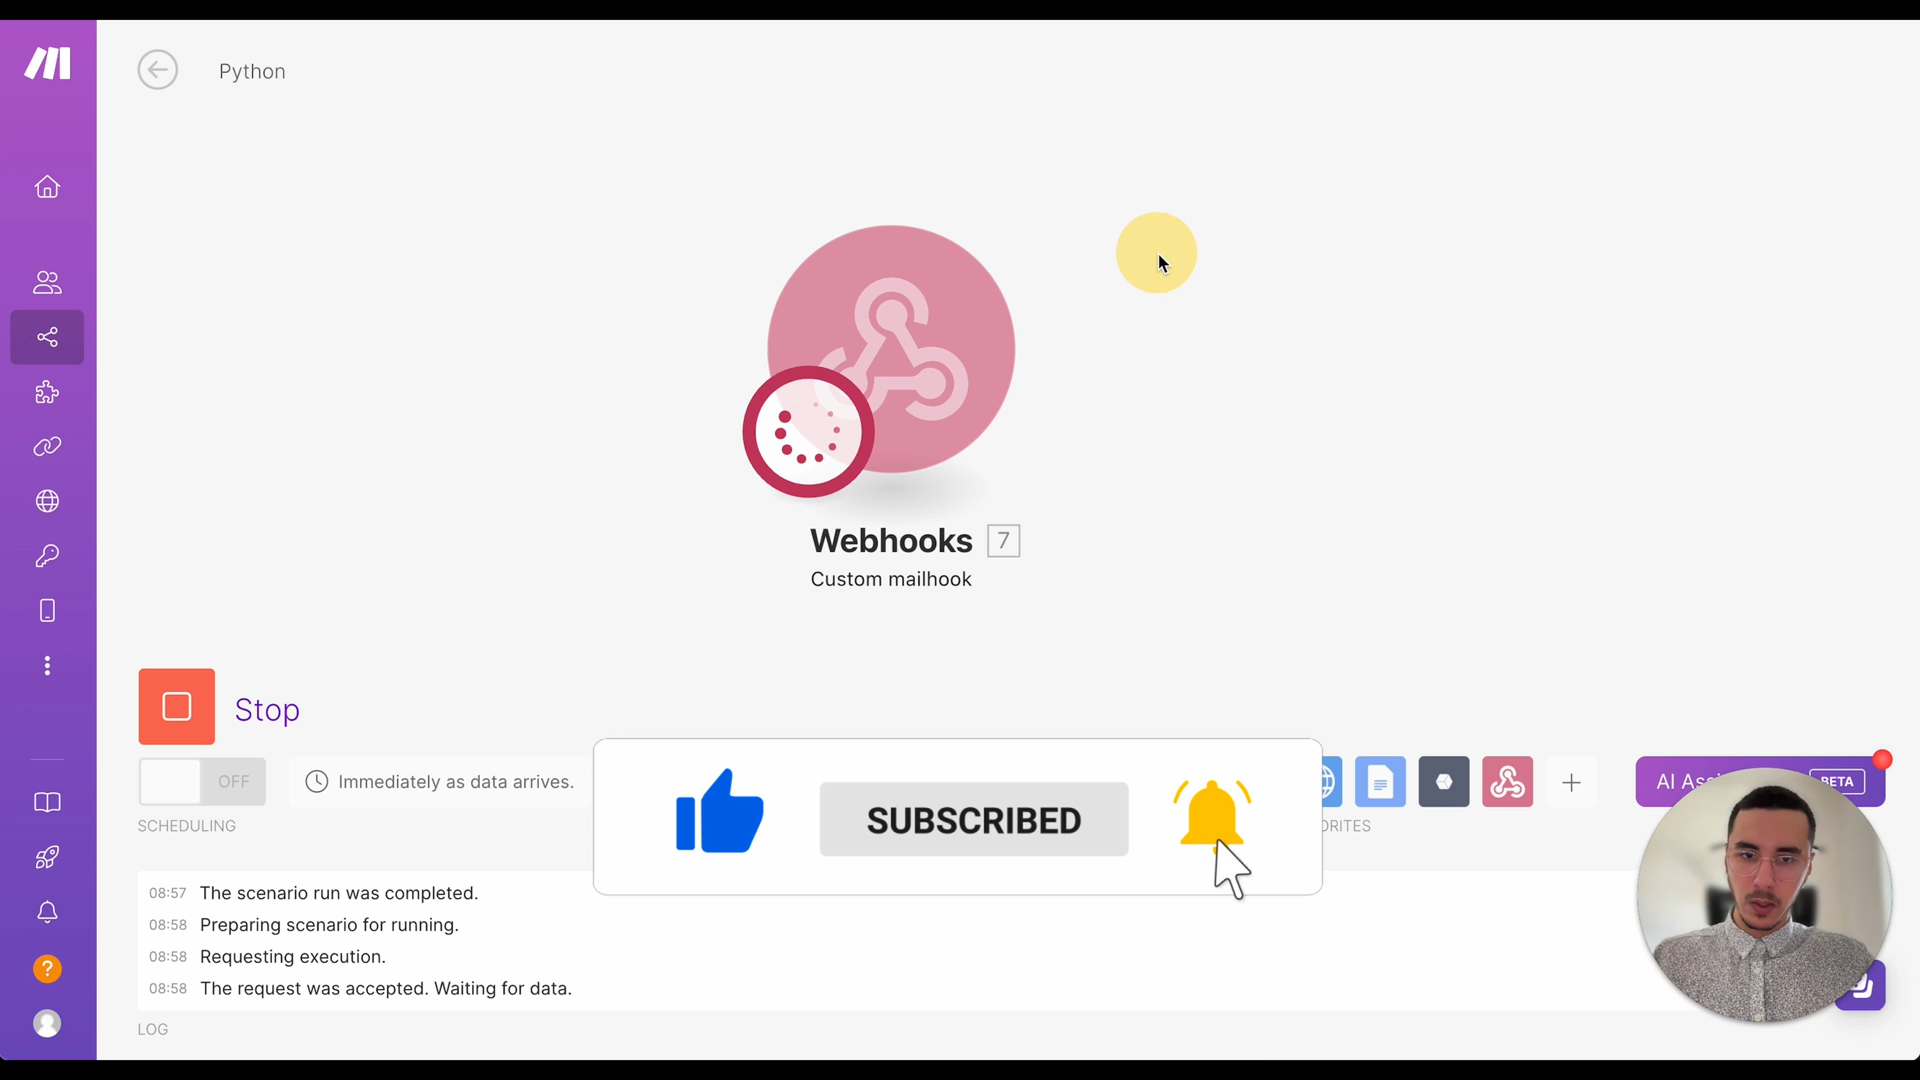 Python
Webhooks 7
Custom mailhook
Stop
OFF
Immediately as data arrives.
SCHEDULING
SUBSCRIBED
ORITES
AI Ass
BETA
?
08:57 The scenario run was completed.
08:58 Preparing scenario for running.
08:58 Requesting execution.
08:58 The request was accepted. Waiting for data.
LOG